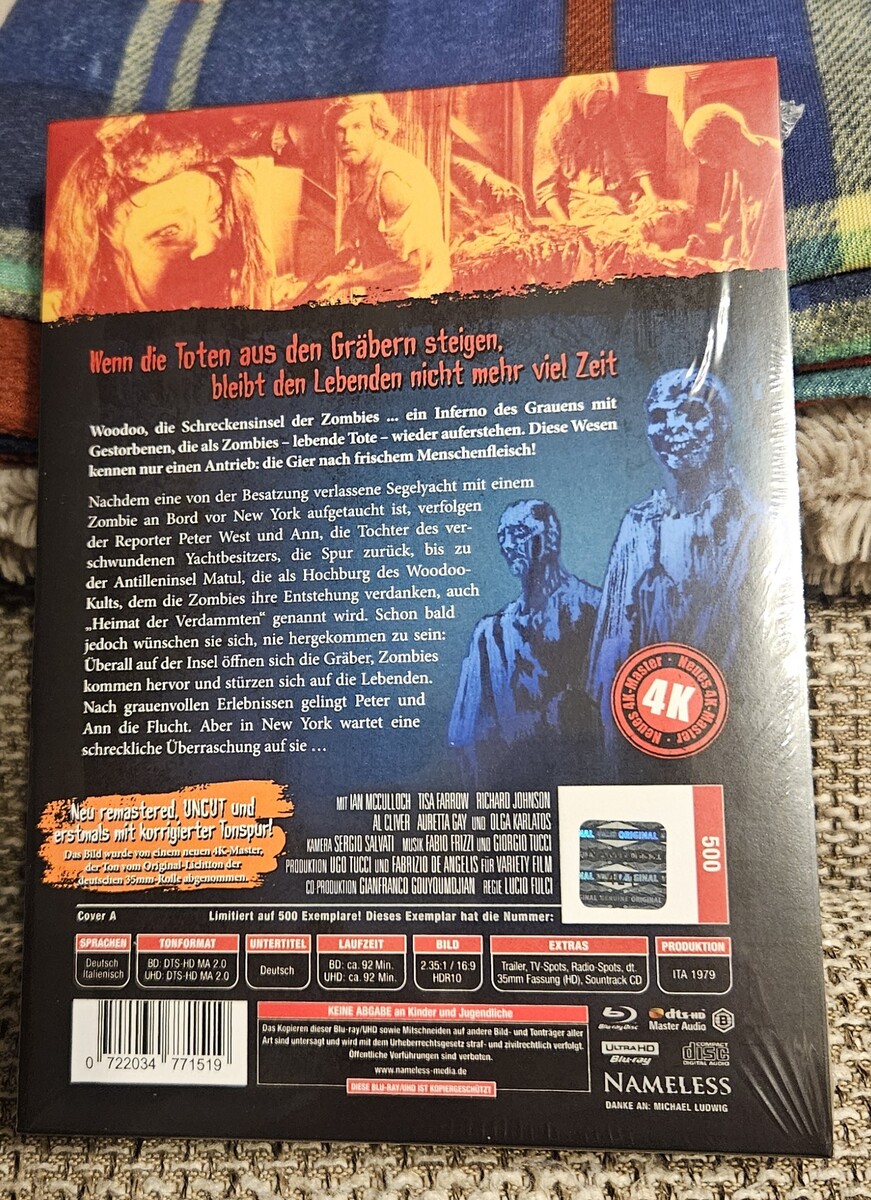 Wenn die Toten aus den Gräbern steigen,
bleibt den Lebenden nicht mehr viel Zeit
Woodoo, die Schreckensinsel der Zombies ... ein Inferno des Grauens mit
Gestorbenen, die als Zombies – lebende Tote – wieder auferstehen. Diese Wesen
kennen nur einen Antrieb: die Gier nach frischem Menschenfleisch!
Nachdem eine von der Besatzung verlassene Segelyacht mit einem
Zombie an Bord vor New York aufgetaucht ist, verfolgen
der Reporter Peter West und Ann, die Tochter des ver-
schwundenen Yachtbesitzers, die Spur zurück, bis zu
der Antilleninsel Matul, die als Hochburg des Woodoo-
Kults, dem die Zombies ihre Entstehung verdanken, auch
„Heimat der Verdammten“ genannt wird. Schon bald
jedoch wünschen sie sich, nie hergekommen zu sein:
Überall auf der Insel öffnen sich die Gräber, Zombies
kommen hervor und stürzen sich auf die Lebenden.
Nach grauenvollen Erlebnissen gelingt Peter und
Ann die Flucht. Aber in New York wartet eine
schreckliche Überraschung auf sie ...
Neues 4K-Master · Neues 4K-Master ·
4K
Neu remastered, UNCUT und
erstmals mit korrigierter Tonspur!
Das Bild wurde von einem neuen 4K-Master,
der Ton vom Original-Edition der
deutschen 35mm-Rolle abgenommen.
MIT IAN MCCULLOCH TISA FARROW RICHARD JOHNSON
AL CLIVER AURETTA GAY UND OLGA KARLATOS
KAMERA SERGIO SALVATI MUSIK FABIO FRIZZI UND GIORGIO TUCCI
PRODUKTION UGO TUCCI UND FABRIZIO DE ANGELIS FÜR VARIETY FILM
CO PRODUKTION GIANFRANCO GOUYOUMDJIAN REGIE LUCIO FULCI
ORIGINAL
ORIGINAL
GENUINE ORIGINAL
500
Cover A
Limitiert auf 500 Exemplare! Dieses Exemplar hat die Nummer:
SPRACHEN
Deutsch
Italienisch
TONFORMAT
BD: DTS-HD MA 2.0
UHD: DTS-HD MA 2.0
UNTERTITEL
Deutsch
LAUFZEIT
BD: ca. 92 Min.
UHD: ca. 92 Min.
BILD
2.35:1 / 16:9
HDR10
EXTRAS
Trailer, TV-Spots, Radio-Spots, dt.
35mm Fassung (HD), Sountrack CD
PRODUKTION
ITA 1979
0 722034 771519
KEINE ABGABE an Kinder und Jugendliche
Das Kopieren dieser Blu-ray/UHD sowie Mitschneiden auf andere Bild- und Tonträger aller
Art sind untersagt und wird mit dem Urheberrechtsgesetz straf- und zivilrechtlich verfolgt.
Öffentliche Vorführungen sind verboten.
www.nameless-media.de
DIESE BLU-RAY/UHD IST KOPIERGESCHÜTZT
Blu-ray Disc
dts-HD
Master Audio
B
ULTRA HD
Blu-ray
COMPACT
disc
DIGITAL AUDIO
NAMELESS
DANKE AN: MICHAEL LUDWIG